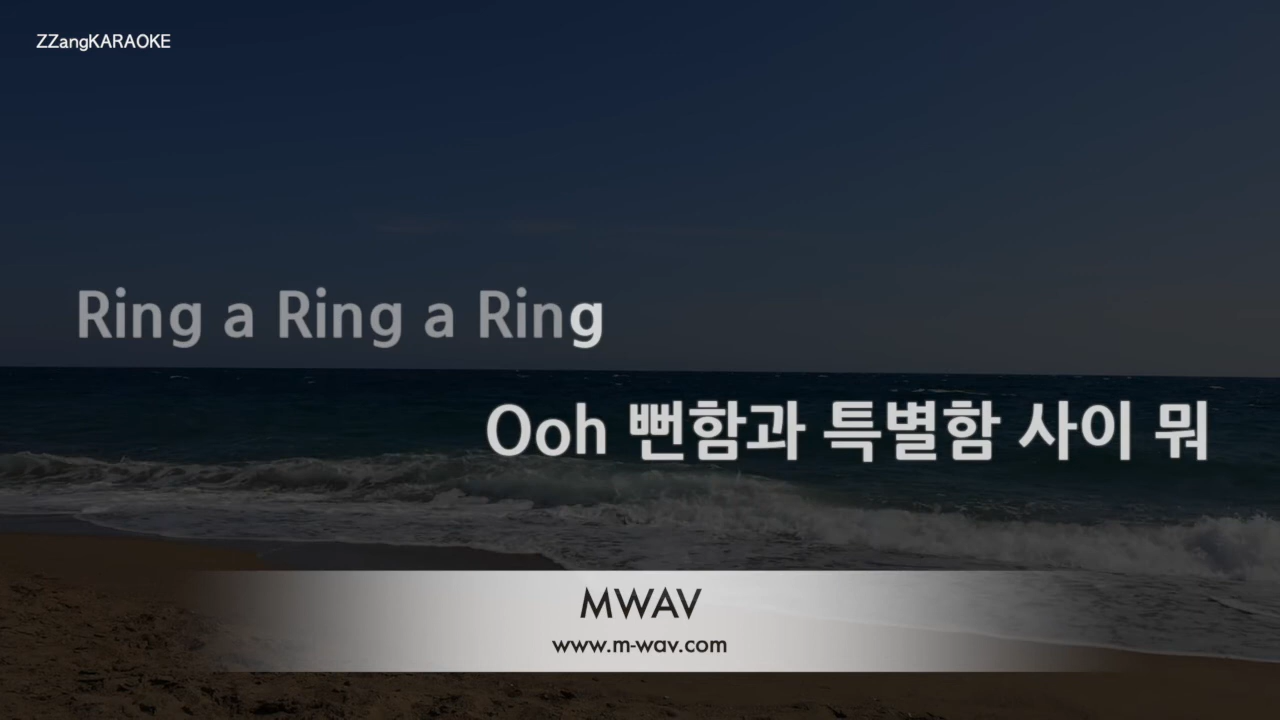 ZZangKARAOKE
Ring a Ring a Ring
Ooh 뻔함과 특별함 사이 뭐
MWAV
www.m-wav.com